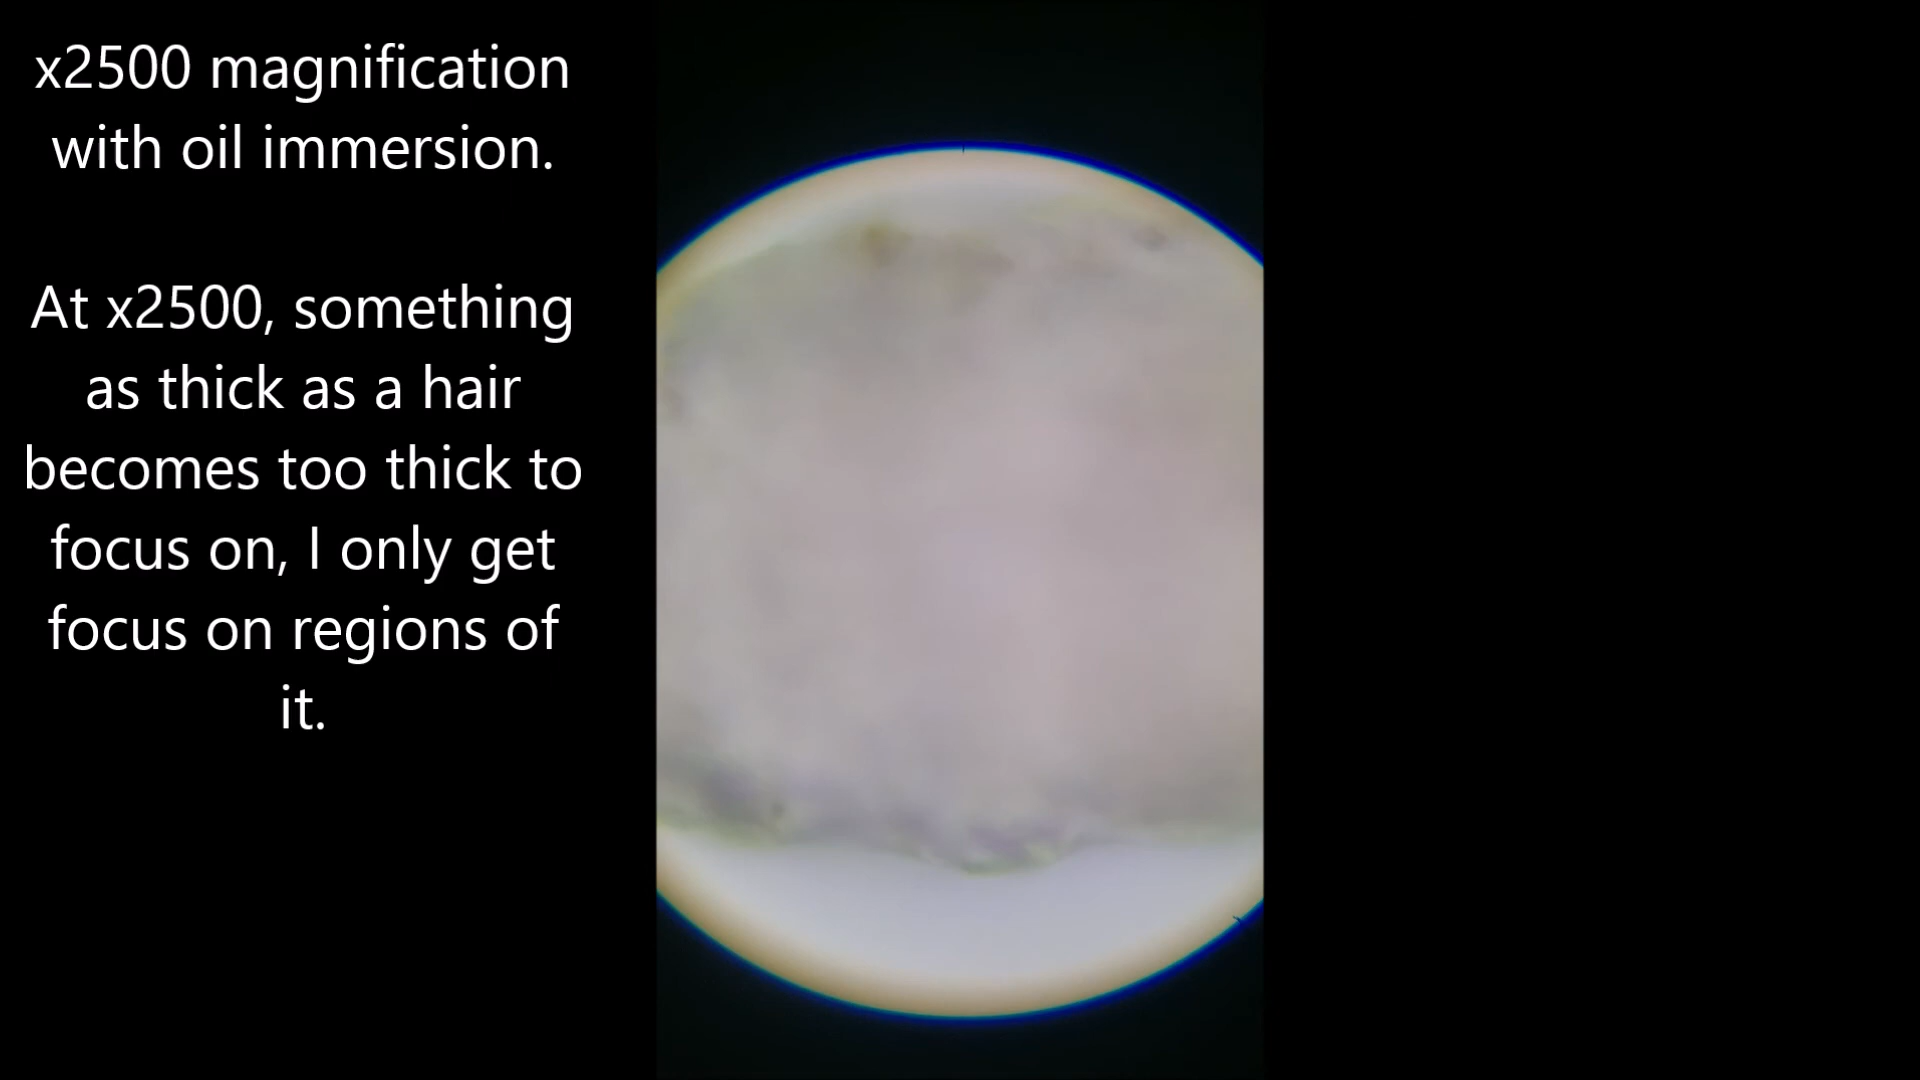 x2500 magnification
with oil immersion.
At x2500, something
as thick as a hair
becomes too thick to
focus on, I only get
focus on regions of
it.